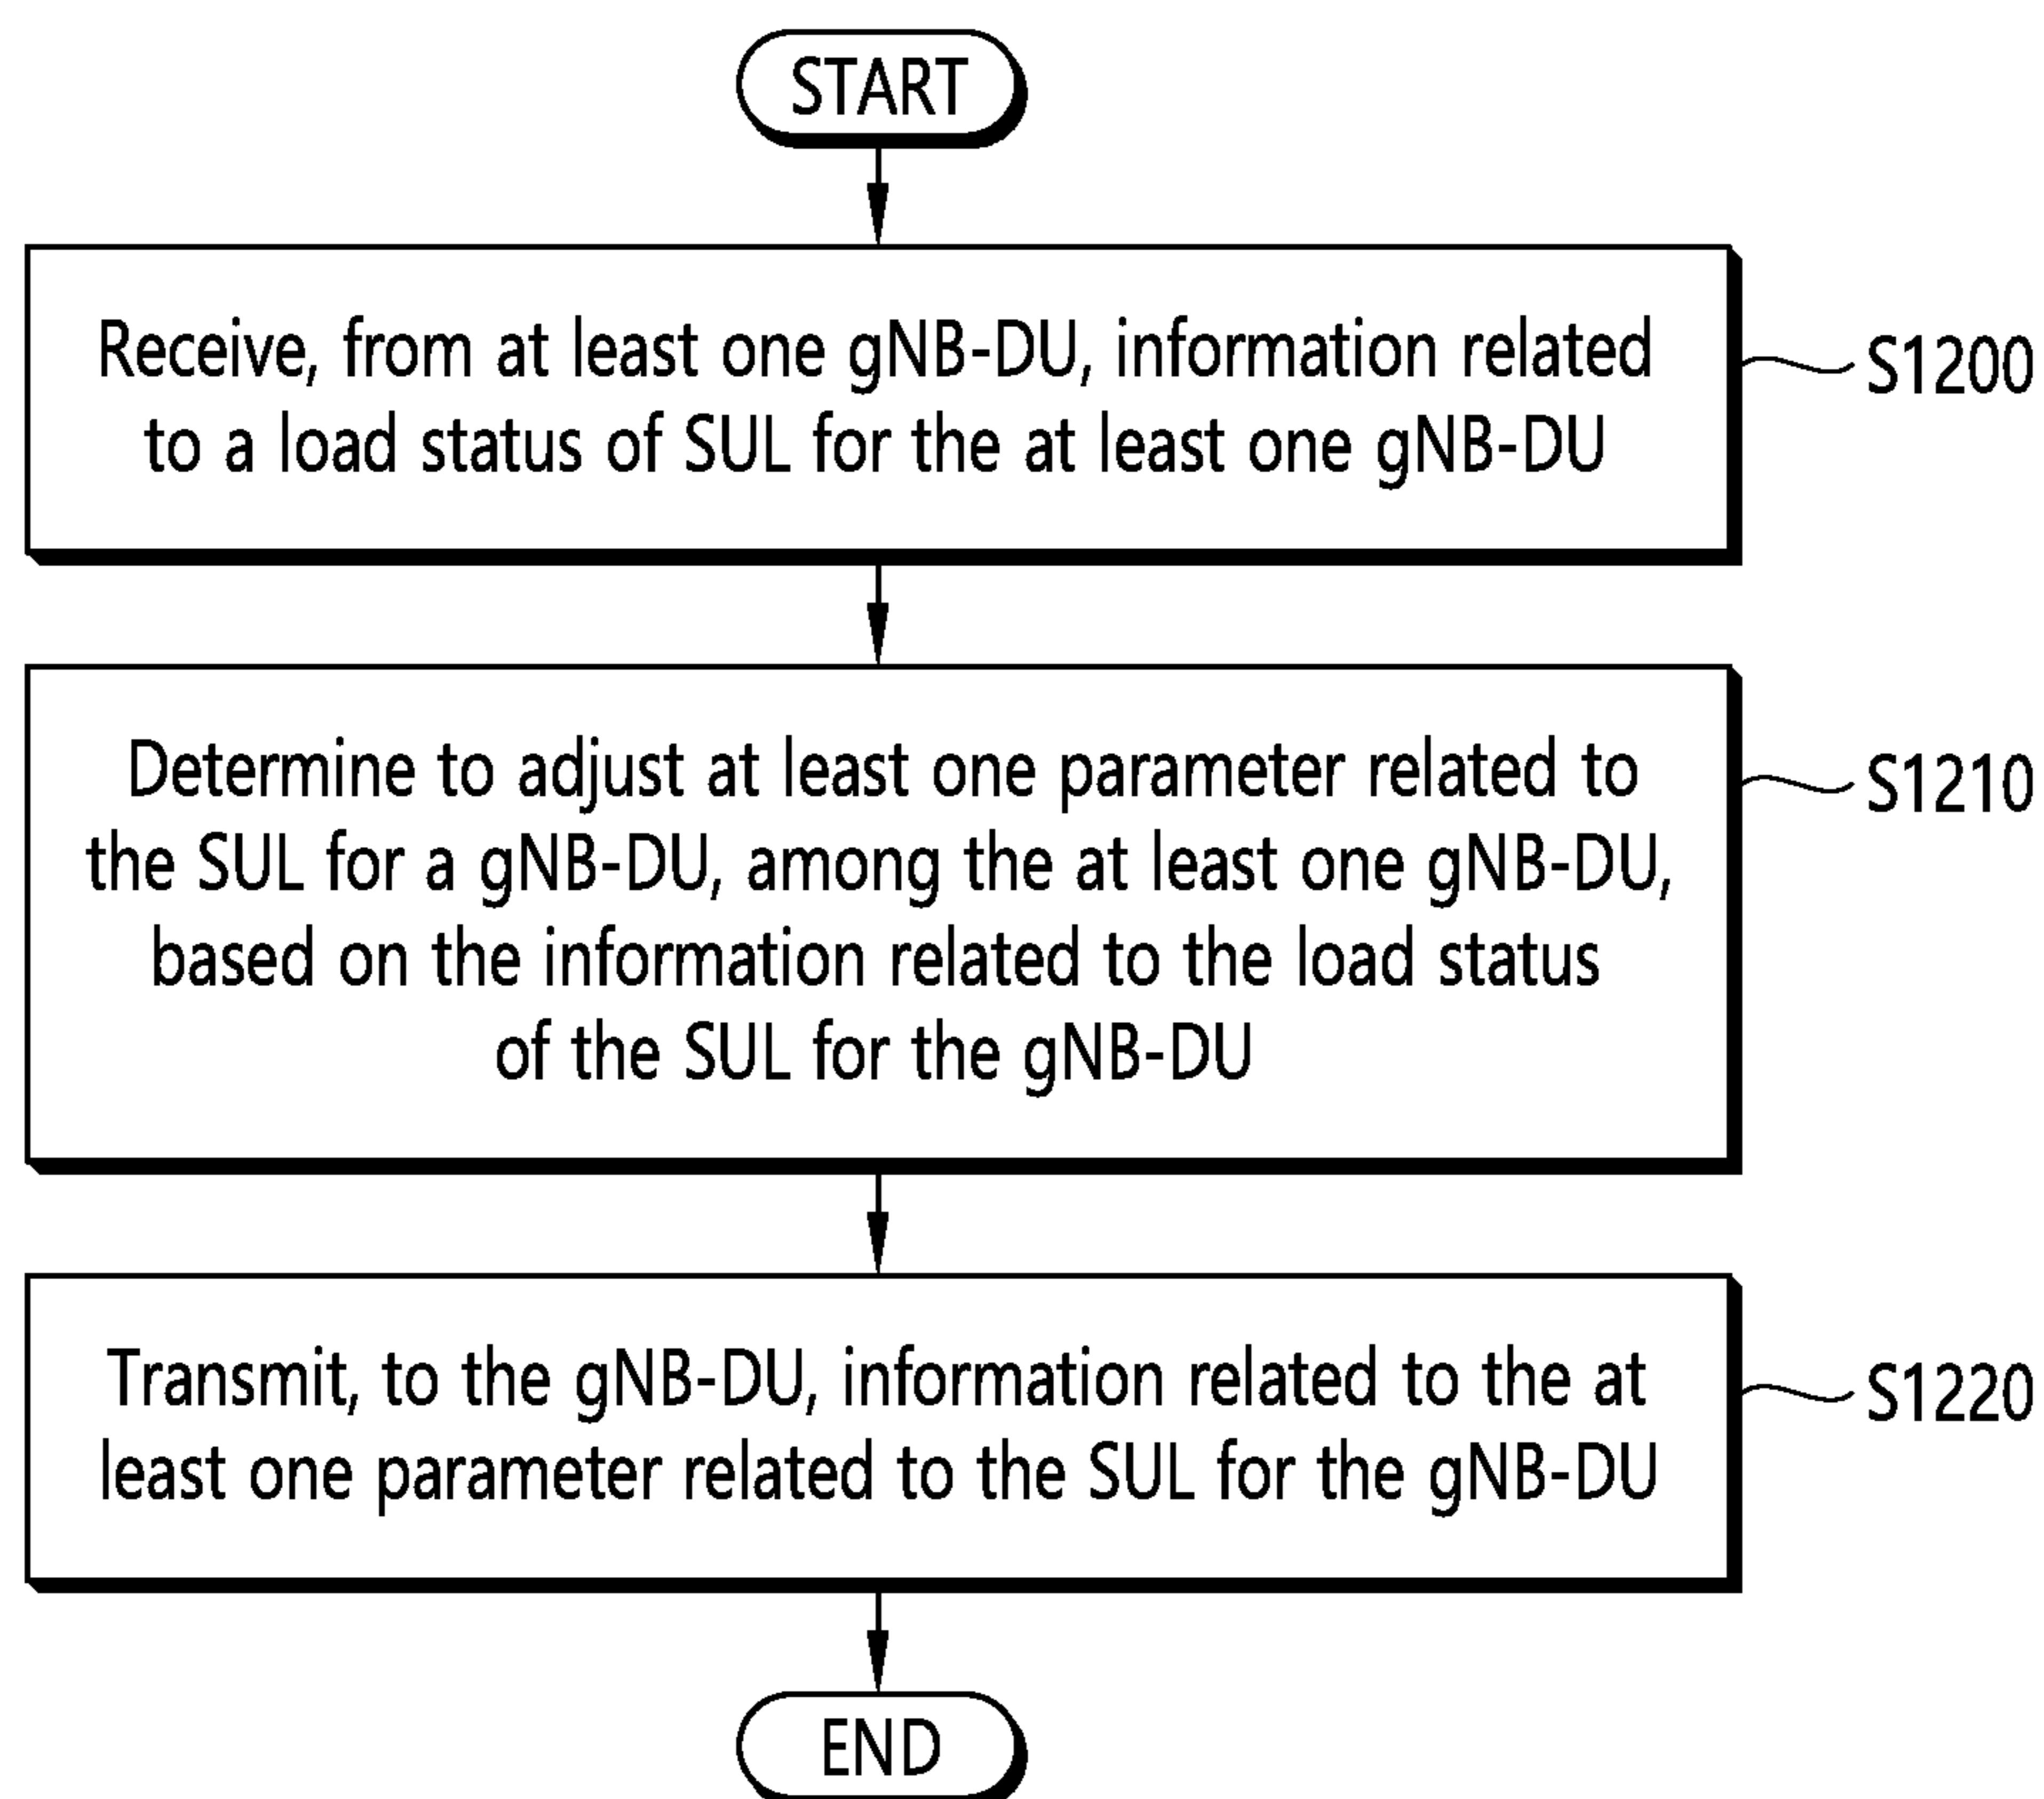 START
Receive, from at least one gNB-DU, information related
to a load status of SUL for the at least one gNB-DU
S1200
Determine to adjust at least one parameter related to
the SUL for a gNB-DU, among the at least one gNB-DU,
based on the information related to the load status
of the SUL for the gNB-DU
S1210
Transmit, to the gNB-DU, information related to the at
least one parameter related to the SUL for the gNB-DU
S1220
END